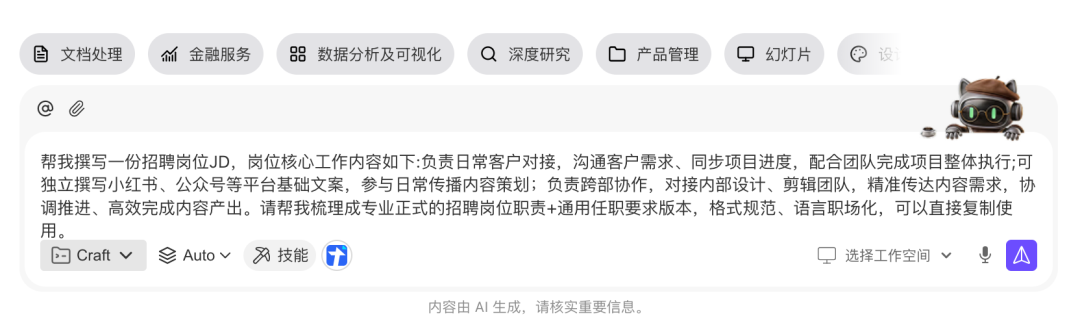 文档处理 金融服务 数据分析及可视化 深度研究 产品管理 幻灯片 设
帮我撰写一份招聘岗位JD，岗位核心工作内容如下:负责日常客户对接，沟通客户需求、同步项目进度，配合团队完成项目整体执行;可
独立撰写小红书、公众号等平台基础文案，参与日常传播内容策划；负责跨部协作，对接内部设计、剪辑团队，精准传达内容需求，协
调推进、高效完成内容产出。请帮我梳理成专业正式的招聘岗位职责+通用任职要求版本，格式规范、语言职场化，可以直接复制使
用。
Craft Auto 技能 选择工作空间
内容由 AI 生成，请核实重要信息。